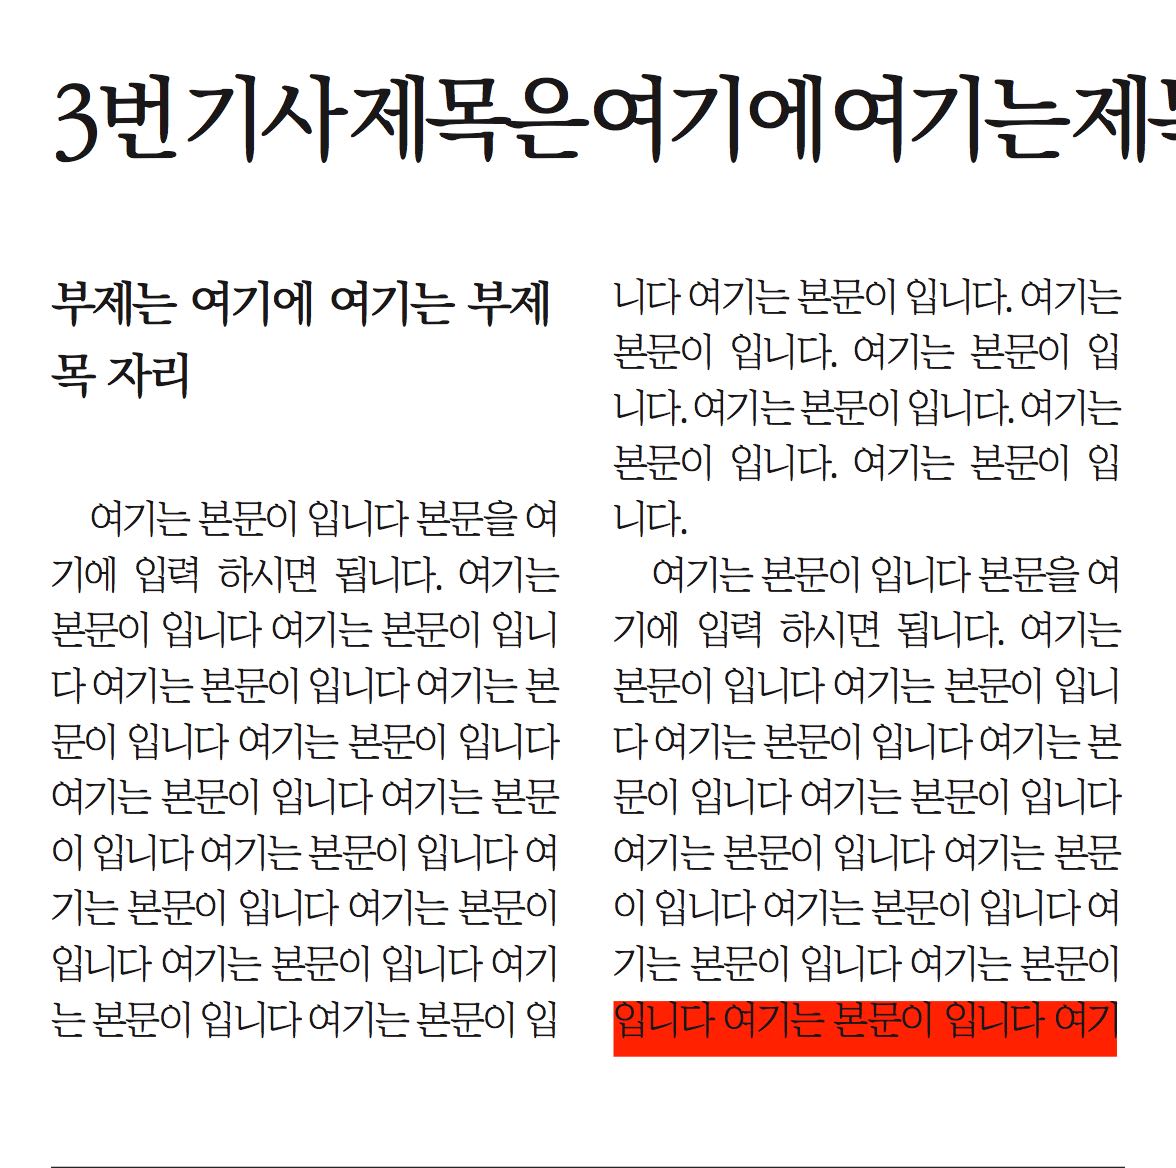 3번 기사 제목은 여기에 여기는 제
부제는 여기에 여기는 부제
목 자리
여기는 본문이 입니다 본문을 여
기에 입력 하시면 됩니다. 여기는
본문이 입니다 여기는 본문이 입니
다 여기는 본문이 입니다 여기는 본
문이 입니다 여기는 본문이 입니다
여기는 본문이 입니다 여기는 본문
이 입니다 여기는 본문이 입니다 여
기는 본문이 입니다 여기는 본문이
입니다 여기는 본문이 입니다 여기
는 본문이 입니다 여기는 본문이 입
니다 여기는 본문이 입니다. 여기는
본문이 입니다. 여기는 본문이 입
니다. 여기는 본문이 입니다. 여기는
본문이 입니다. 여기는 본문이 입
니다.
여기는 본문이 입니다 본문을 여
기에 입력 하시면 됩니다. 여기는
본문이 입니다 여기는 본문이 입니
다 여기는 본문이 입니다 여기는 본
문이 입니다 여기는 본문이 입니다
여기는 본문이 입니다 여기는 본문
이 입니다 여기는 본문이 입니다 여
기는 본문이 입니다 여기는 본문이
입니다 여기는 본문이 입니다 여기